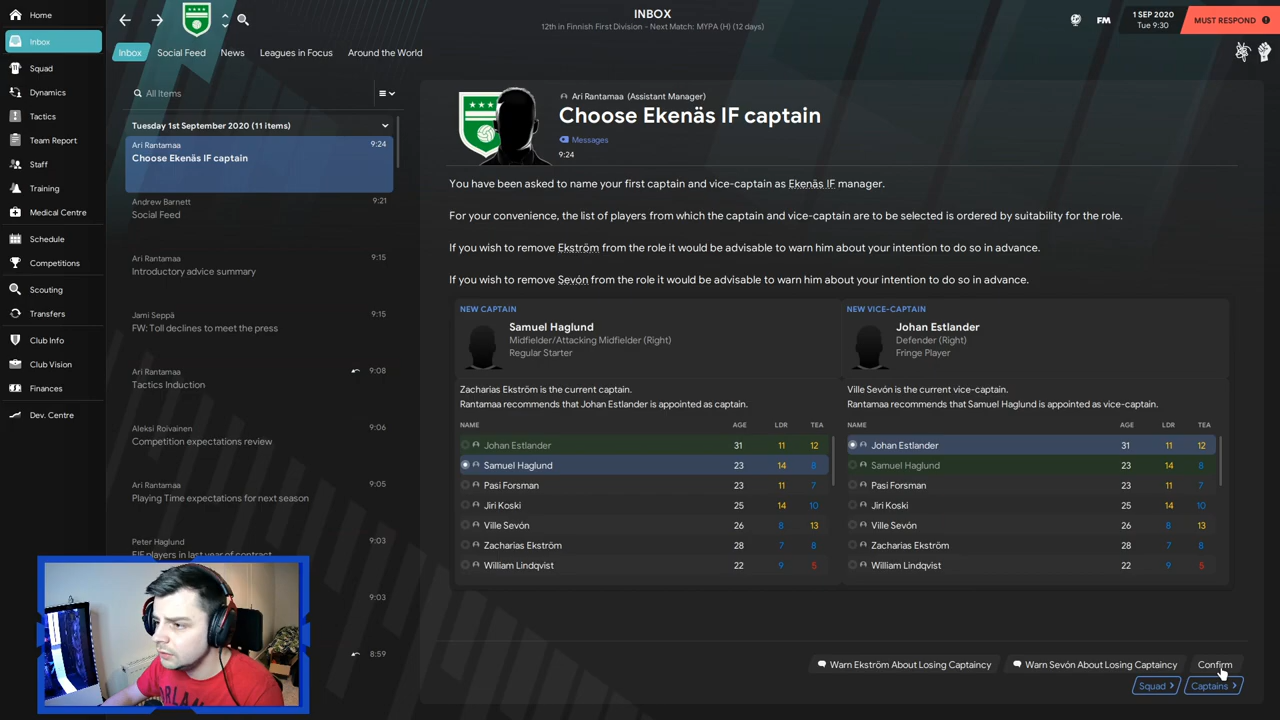 Home
Inbox
Squad
Dynamics
Tactics
Team Report
Staff
Training
Medical Centre
Schedule
Competitions
Scouting
Transfers
Club Info
Club Vision
Finances
Dev. Centre
INBOX
12th in Finnish First Division - Next Match: MYPA (H) (12 days)
FM
1 SEP 2020
Tue 9:30
MUST RESPOND
Inbox
Social Feed
News
Leagues in Focus
Around the World
All Items
Tuesday 1st September 2020 (11 items)
Ari Rantamaa 9:24
Choose Ekenäs IF captain
Andrew Barnett 9:21
Social Feed
Ari Rantamaa 9:15
Introductory advice summary
Jami Seppä 9:15
FW: Toll declines to meet the press
Ari Rantamaa 9:08
Tactics Induction
Aleksi Roivainen 9:06
Competition expectations review
Ari Rantamaa 9:05
Playing Time expectations for next season
Peter Haglund 9:03
EIF players in last year of contract
9:03
8:59
Ari Rantamaa (Assistant Manager)
Choose Ekenäs IF captain
Messages
9:24
You have been asked to name your first captain and vice-captain as Ekenäs IF manager.
For your convenience, the list of players from which the captain and vice-captain are to be selected is ordered by suitability for the role.
If you wish to remove Ekström from the role it would be advisable to warn him about your intention to do so in advance.
If you wish to remove Sevón from the role it would be advisable to warn him about your intention to do so in advance.
NEW CAPTAIN
Samuel Haglund
Midfielder/Attacking Midfielder (Right)
Regular Starter
Zacharias Ekström is the current captain.
Rantamaa recommends that Johan Estlander is appointed as captain.
NAME AGE LDR TEA
Johan Estlander 31 11 12
Samuel Haglund 23 14 8
Pasi Forsman 23 11 7
Jiri Koski 25 14 10
Ville Sevón 26 8 13
Zacharias Ekström 28 7 8
William Lindqvist 22 9 5
NEW VICE-CAPTAIN
Johan Estlander
Defender (Right)
Fringe Player
Ville Sevón is the current vice-captain.
Rantamaa recommends that Samuel Haglund is appointed as vice-captain.
NAME AGE LDR TEA
Johan Estlander 31 11 12
Samuel Haglund 23 14 8
Pasi Forsman 23 11 7
Jiri Koski 25 14 10
Ville Sevón 26 8 13
Zacharias Ekström 28 7 8
William Lindqvist 22 9 5
Warn Ekström About Losing Captaincy
Warn Sevón About Losing Captaincy
Confirm
Squad
Captains